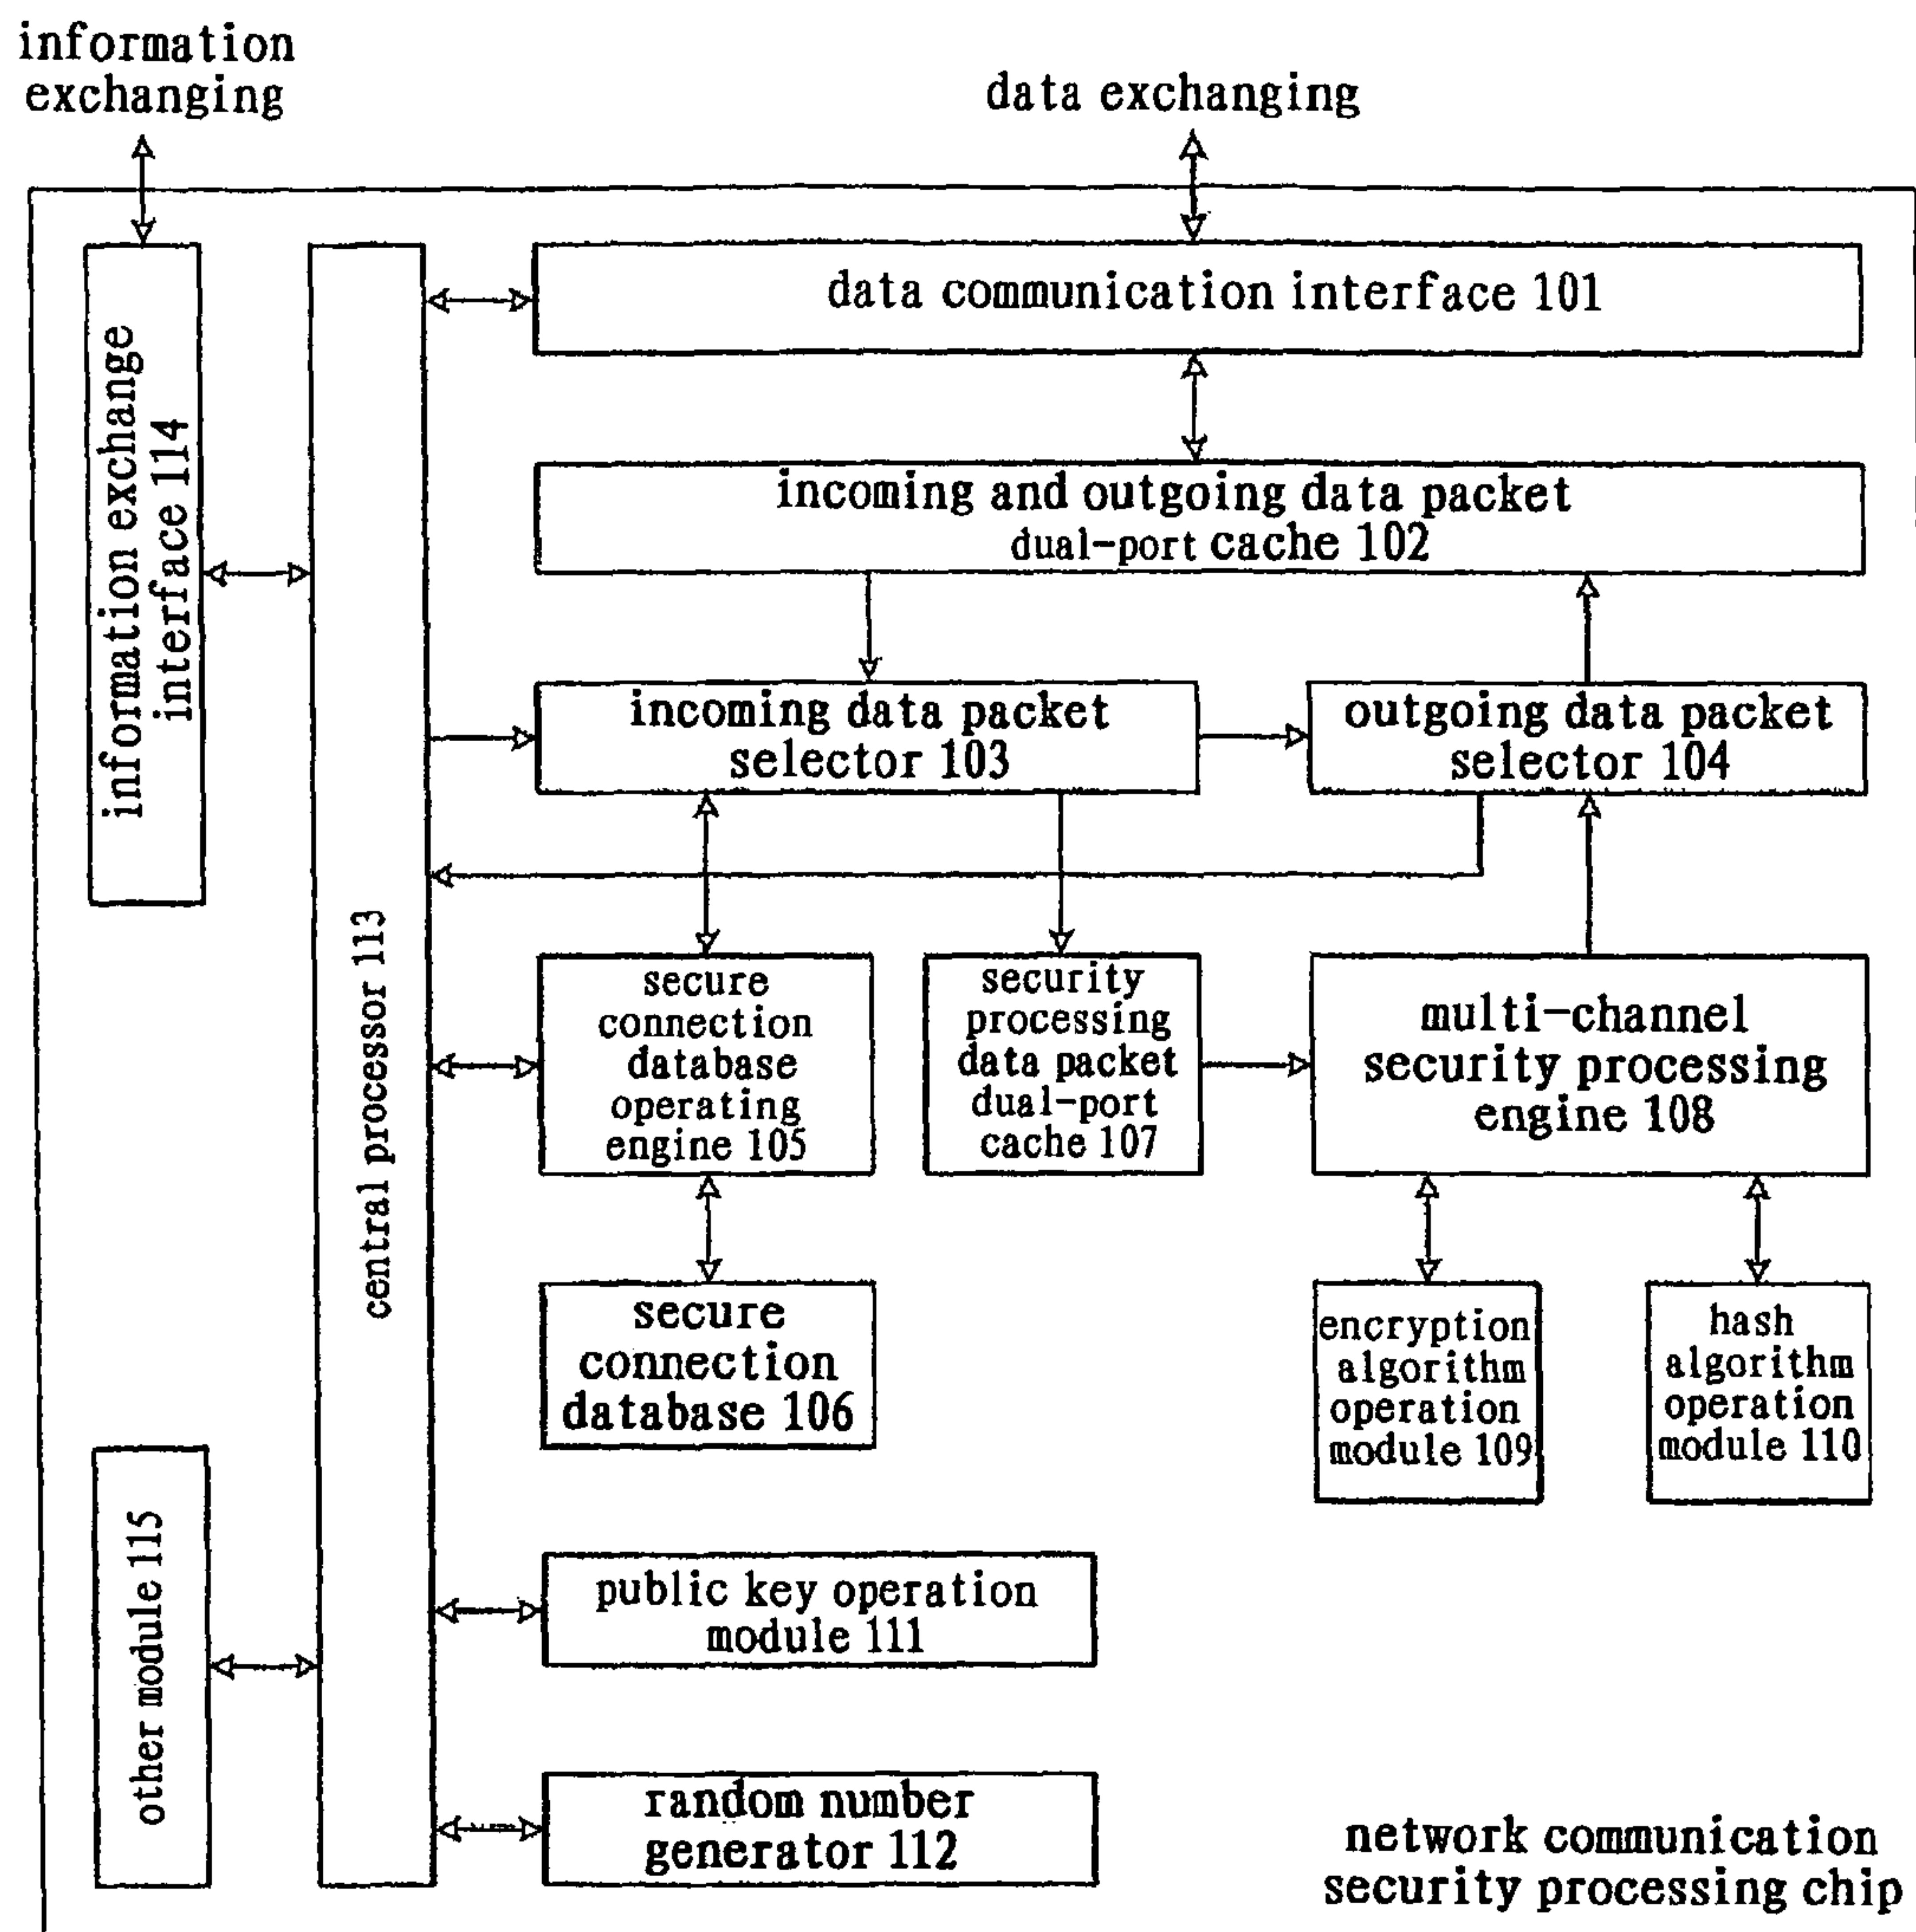 information
exchanging
data exchanging
data communication interface 101
information exchange
interface 114
incoming and outgoing data packet
dual-port cache 102
incoming data packet
selector 103
outgoing data packet
selector 104
central processor 113
secure
connection
database
operating
engine 105
security
processing
data packet
dual-port
cache 107
multi-channel
security processing
engine 108
secure
connection
database 106
encryption
algorithm
operation
module 109
hash
algorithm
operation
module 110
other module 115
public key operation
module 111
random number
generator 112
network communication
security processing chip